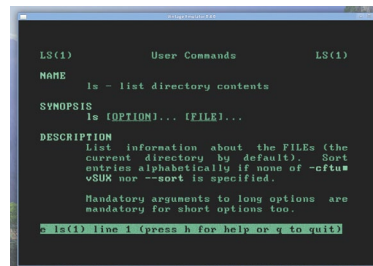 LS(1) User Commands LS(1)
NAME
ls - list directory contents
SYNOPSIS
ls [OPTION]... [FILE]...
DESCRIPTION
List information about the FILEs (the
current directory by default). Sort
entries alphabetically if none of -cftu■
vSUX nor --sort is specified.
Mandatory arguments to long options are
mandatory for short options too.
ls(1) line 1 (press h for help or q to quit)